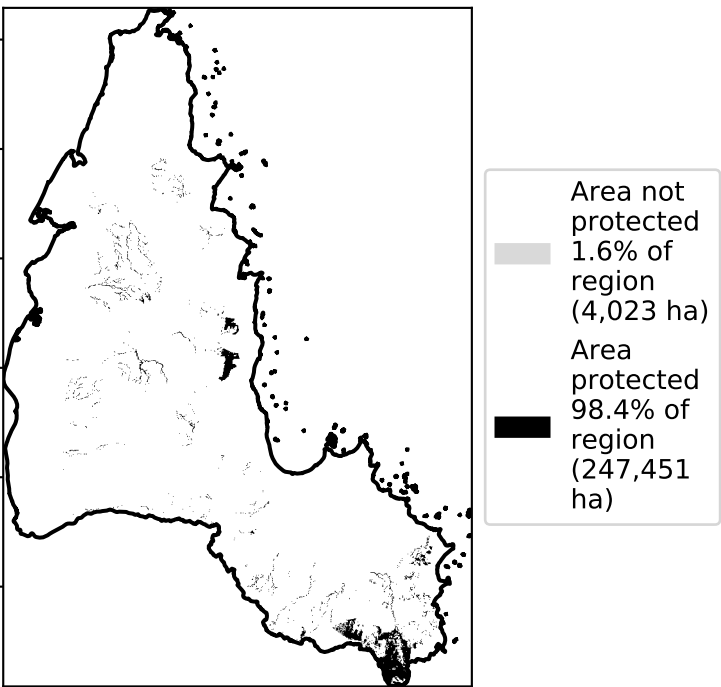 Area not
protected
1.6% of
region
(4,023 ha)
Area
protected
98.4% of
region
(247,451
ha)